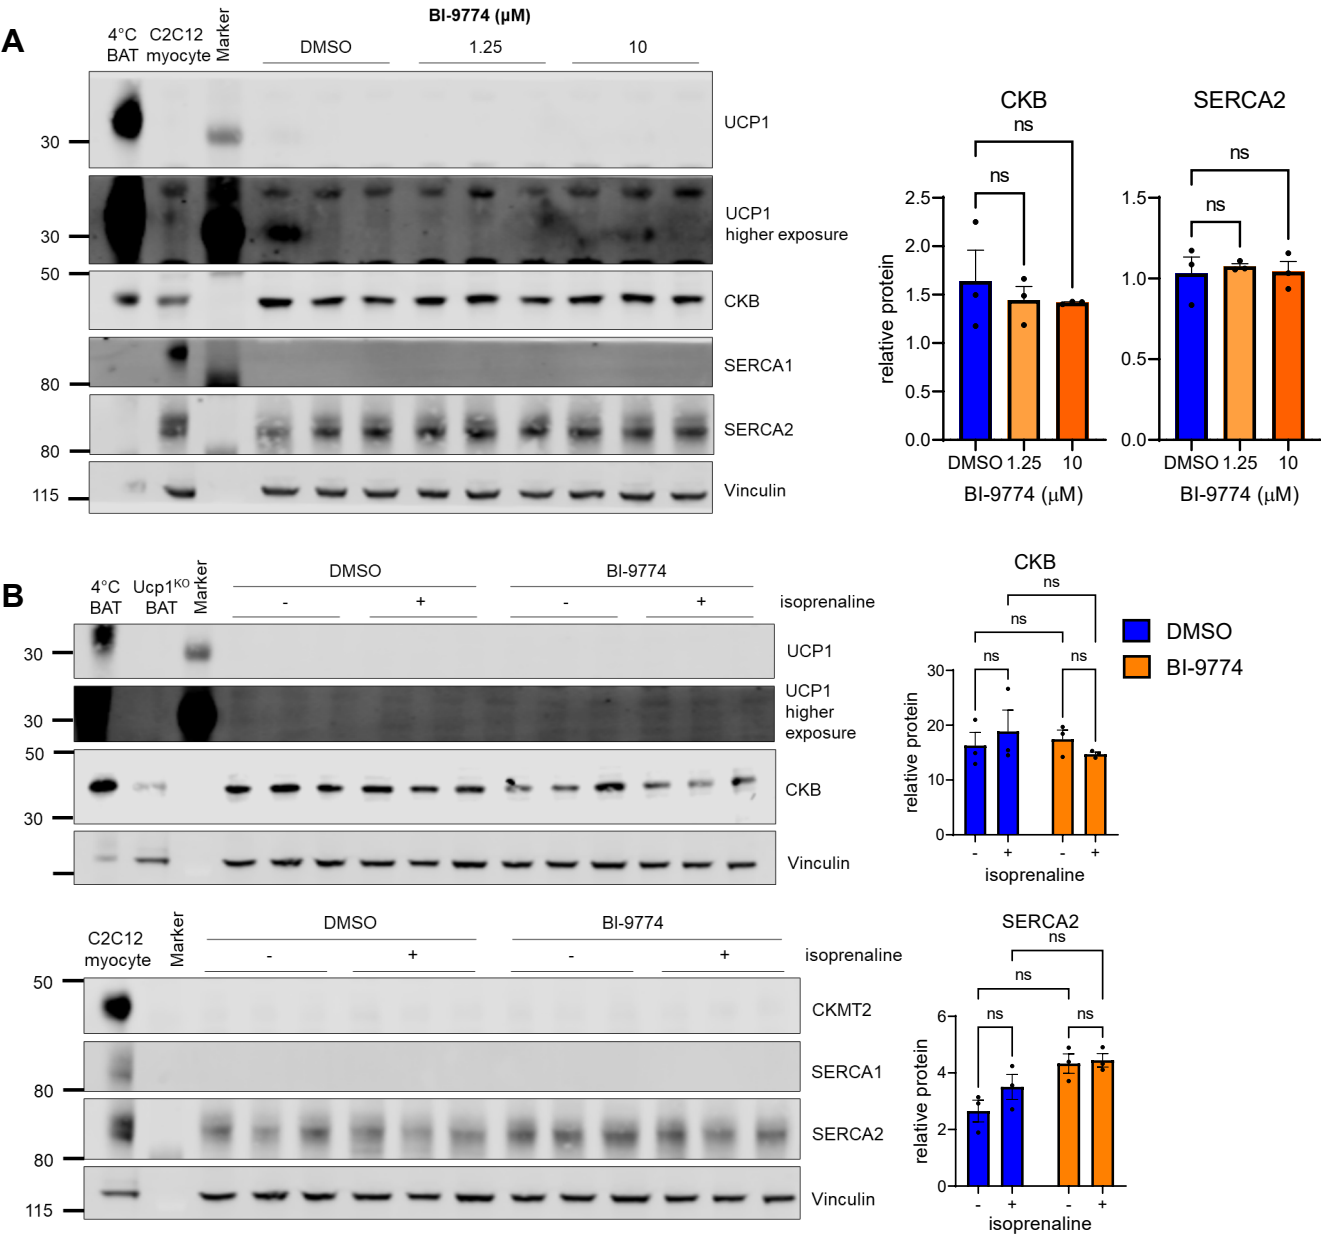 A
4°C
BAT
C2C12
myocyte
Marker
BI-9774 (µM)
DMSO
1.25
10
30
UCP1
30
UCP1
higher exposure
50
CKB
80
SERCA1
80
SERCA2
115
Vinculin
CKB
ns
ns
relative protein
2.5
2.0
1.5
1.0
0.5
0.0
DMSO 1.25 10
BI-9774 (µM)
SERCA2
ns
ns
1.5
1.0
0.5
0.0
DMSO 1.25 10
BI-9774 (µM)
B
4°C
BAT
Ucp1KO
BAT
Marker
DMSO
BI-9774
- + - + isoprenaline
30
UCP1
30
UCP1
higher
exposure
50
30
CKB
Vinculin
CKB
ns
ns
ns ns
relative protein
30
20
10
0
- + - +
isoprenaline
DMSO
BI-9774
C2C12
myocyte
Marker
DMSO
BI-9774
- + - + isoprenaline
50
CKMT2
80
SERCA1
80
SERCA2
115
Vinculin
SERCA2
ns
ns
ns ns
relative protein
6
4
2
0
- + - +
isoprenaline